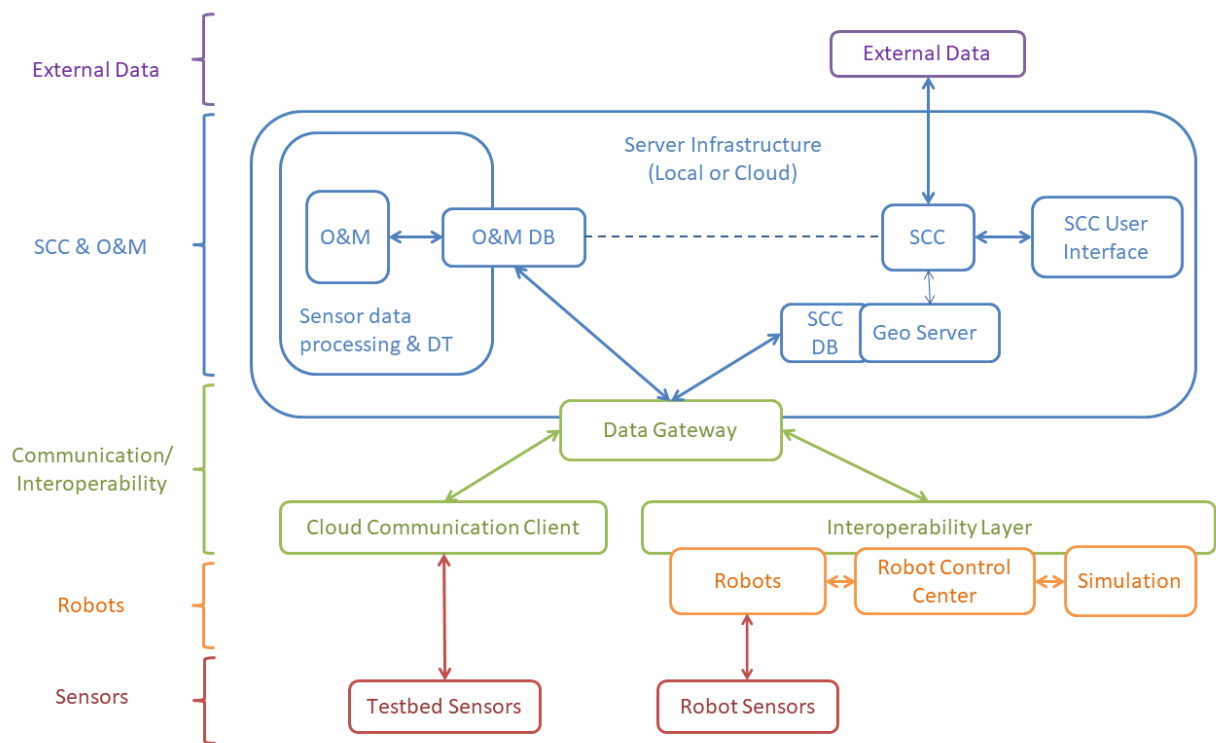 External Data
External Data
Server Infrastructure
(Local or Cloud)
SCC & O&M
O&M
O&M DB
SCC
SCC User
Interface
Sensor data
processing & DT
SCC
DB
Geo Server
Communication/
Interoperability
Data Gateway
Cloud Communication Client
Interoperability Layer
Robots
Robots
Robot Control
Center
Simulation
Sensors
Testbed Sensors
Robot Sensors